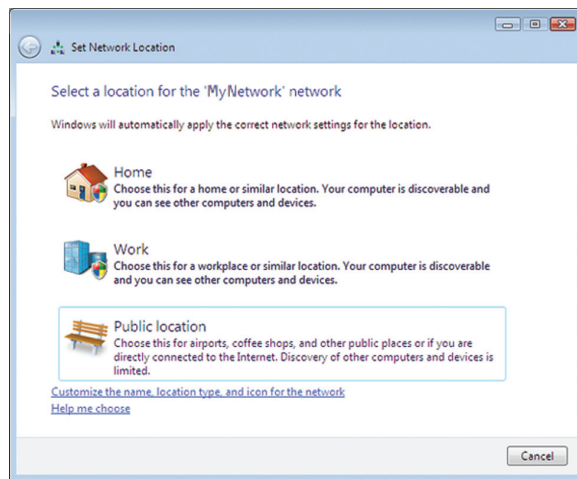 Set Network Location
Select a location for the 'MyNetwork' network
Windows will automatically apply the correct network settings for the location.
Home
Choose this for a home or similar location. Your computer is discoverable and
you can see other computers and devices.
Work
Choose this for a workplace or similar location. Your computer is discoverable
and you can see other computers and devices.
Public location
Choose this for airports, coffee shops, and other public places or if you are
directly connected to the Internet. Discovery of other computers and devices is
limited.
Customize the name, location type, and icon for the network
Help me choose
Cancel